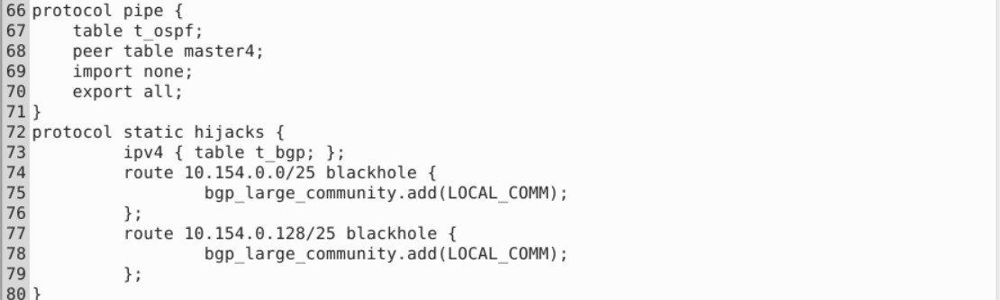 66 protocol pipe {
67     table t_ospf;
68     peer table master4;
69     import none;
70     export all;
71 }
72 protocol static hijacks {
73         ipv4 { table t_bgp; };
74         route 10.154.0.0/25 blackhole {
75                 bgp_large_community.add(LOCAL_COMM);
76         };
77         route 10.154.0.128/25 blackhole {
78                 bgp_large_community.add(LOCAL_COMM);
79         };
80 }